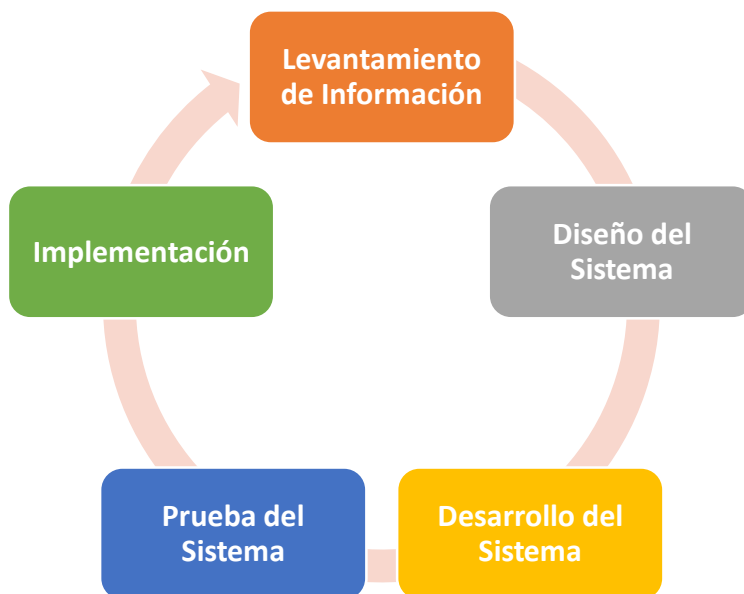 Levantamiento
de Información
Diseño del
Sistema
Desarrollo del
Sistema
Prueba del
Sistema
Implementación